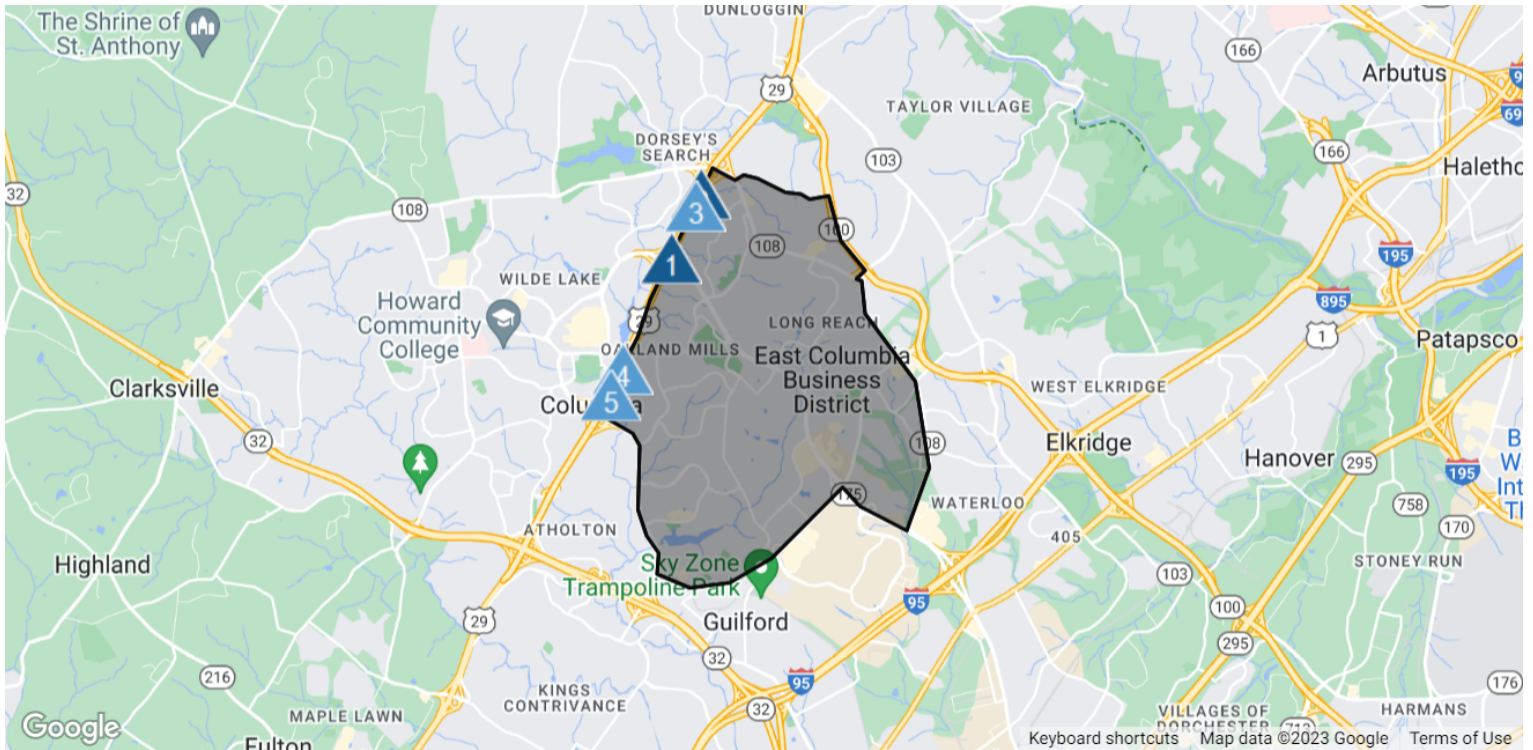 The Shrine of
St. Anthony
DUNLOGGIN
166
Arbutus
29
TAYLOR VILLAGE
DORSEY'S
SEARCH
103
166
32
108
3
100
108
195
1
WILDE LAKE
Howard
Community
College
895
1
29
LONG REACH
OAKLAND MILLS
East Columbia
Business
District
Patapsco
4
5
Clarksville
WEST ELKRIDGE
32
108
Elkridge
Hanover
295
195
175
WATERLOO
758
170
ATHOLTON
405
Highland
Sky Zone
Trampoline Park
STONEY RUN
103
95
100
Guilford
29
295
32
216
95
176
KINGS
CONTRIVANCE
32
MAPLE LAWN
VILLAGES OF
DORCHESTER
HARMANS
Google
Fulton
Keyboard shortcuts Map data ©2023 Google Terms of Use